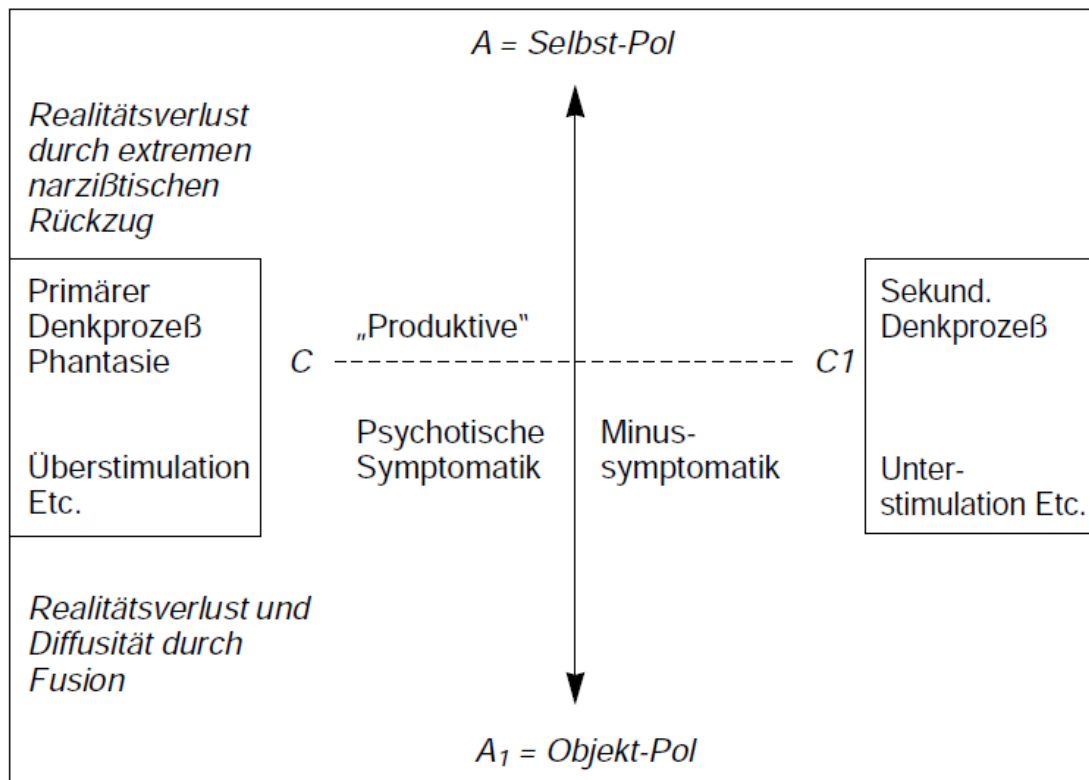 A = Selbst-Pol
Realitätsverlust
durch extremen
narzißtischen
Rückzug
Primärer
Denkprozeß
Phantasie
Überstimulation
Etc.
„Produktive"
C
C1
Psychotische
Symptomatik
Minus-
symptomatik
Sekund.
Denkprozeß
Unter-
stimulation Etc.
Realitätsverlust und
Diffusität durch
Fusion
A₁ = Objekt-Pol